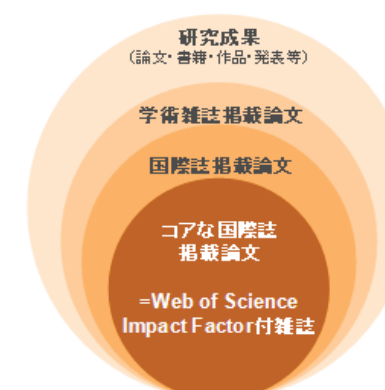 研究成果
(論文・書籍・作品・発表等)
学術雑誌掲載論文
国際誌掲載論文
コアな国際誌
掲載論文
=Web of Science
Impact Factor付雑誌